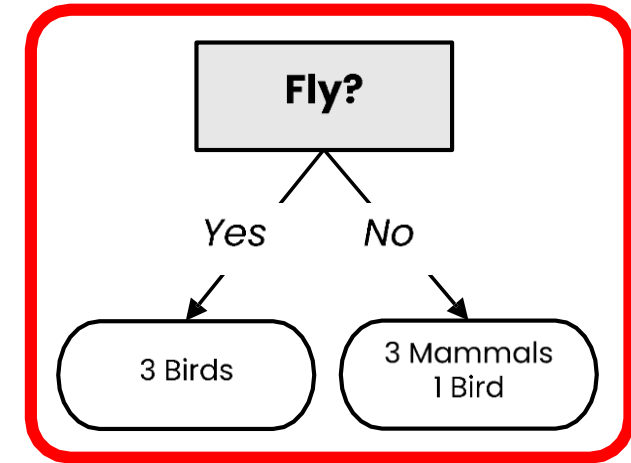 Fly?
Yes
No
3 Birds
3 Mammals
1 Bird